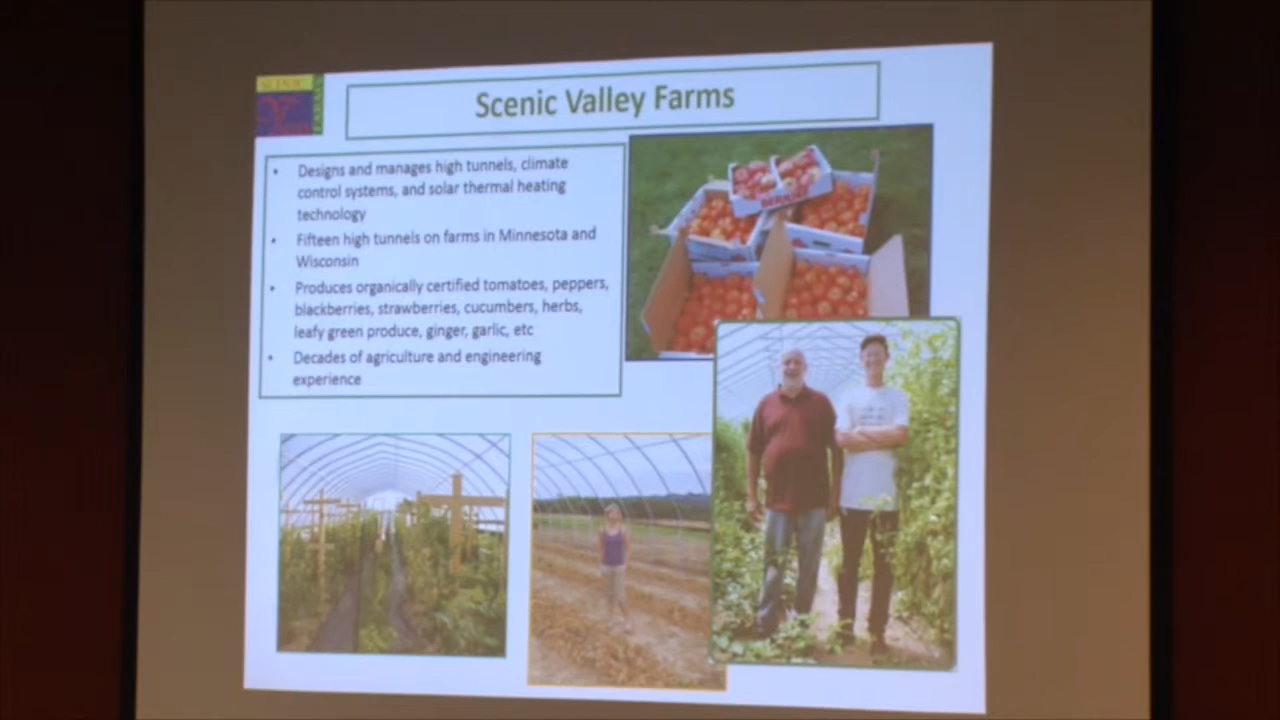 SCENIC
FARMS
Scenic Valley Farms
• Designs and manages high tunnels, climate
control systems, and solar thermal heating
technology
• Fifteen high tunnels on farms in Minnesota and
Wisconsin
• Produces organically certified tomatoes, peppers,
blackberries, strawberries, cucumbers, herbs,
leafy green produce, ginger, garlic, etc
• Decades of agriculture and engineering
experience